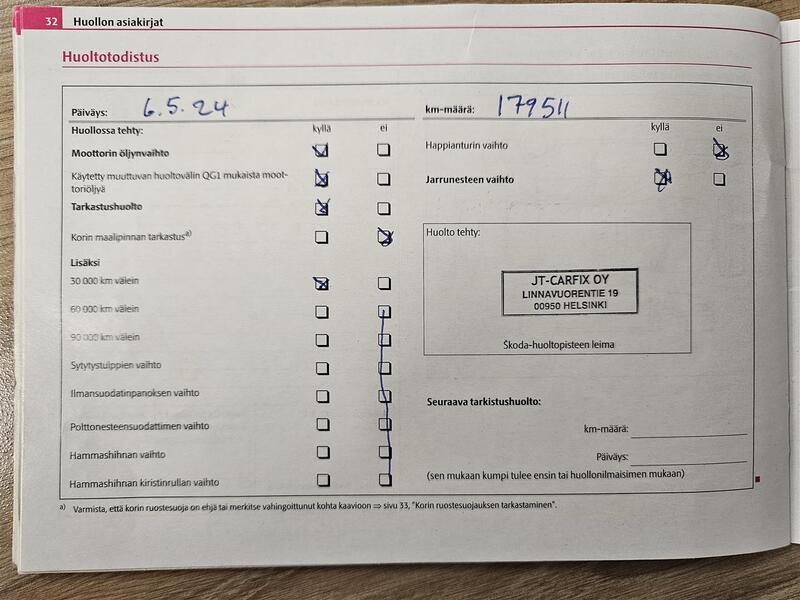 32 Huollon asiakirjat
Huoltotodistus
Päiväys: 6.5.24
Huollossa tehty: kyllä ei
Moottorin öljynvaihto
Käytetty muuttuvan huoltovälin QG1 mukaista moot-
toriöljyä
Tarkastushuolto
Korin maalipinnan tarkastus a)
Lisäksi
30 000 km välein
60 000 km välein
90 000 km välein
Sytytystulppien vaihto
Ilmansuodatinpanoksen vaihto
Polttonesteensuodattimen vaihto
Hammashihnan vaihto
Hammashihnan kiristinrullan vaihto
km-määrä: 179511
kyllä ei
Happianturin vaihto
Jarrunesteen vaihto
Huolto tehty:
JT-CARFIX OY
LINNAVUORENTIE 19
00950 HELSINKI
Škoda-huoltopisteen leima
Seuraava tarkistushuolto:
km-määrä:
Päiväys:
(sen mukaan kumpi tulee ensin tai huollonilmaisimen mukaan)
a) Varmista, että korin ruostesuoja on ehjä tai merkitse vahingoittunut kohta kaavioon ⇒ sivu 33, "Korin ruostesuojauksen tarkastaminen".